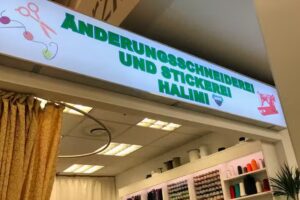 ÄNDERUNGSSCHNEIDEREI
UND STICKEREI
HALIMI